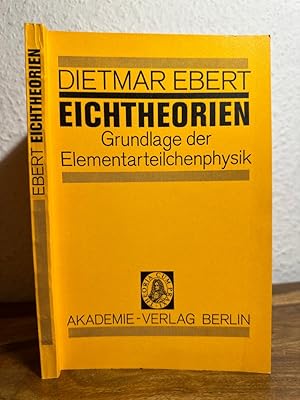 EBERT EICHTHEORIEN
DIETMAR EBERT
EICHTHEORIEN
Grundlage der
Elementarteilchenphysik
AKADEMIE-VERLAG BERLIN